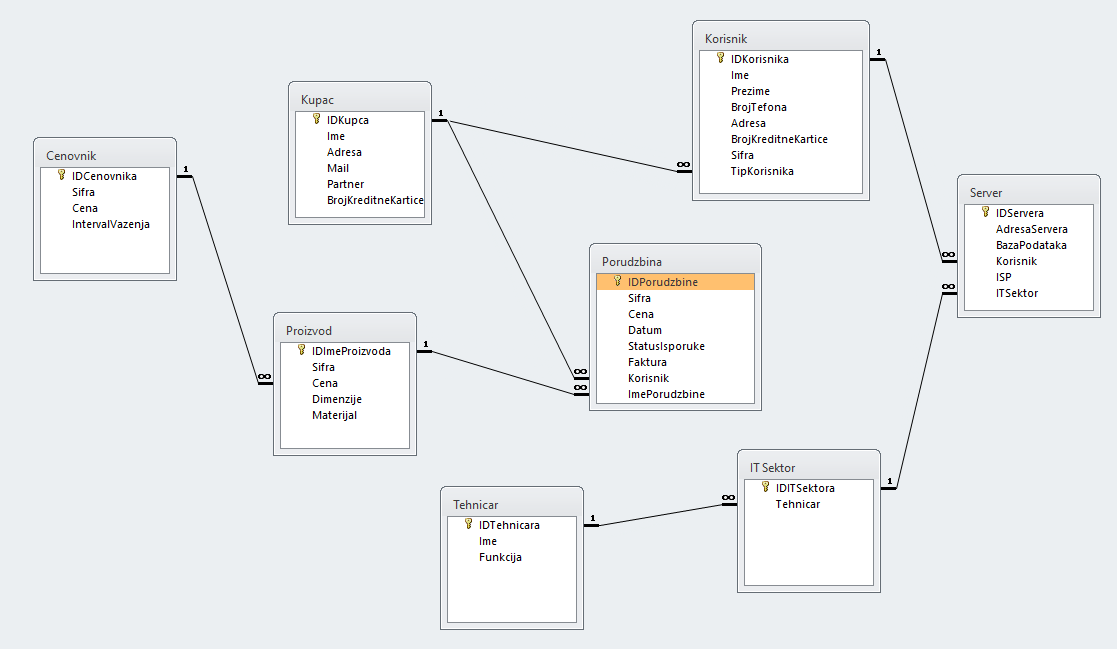 Cenovnik
IDCenovnika
Sifra
Cena
IntervalVazenja
Kupac
IDKupca
Ime
Adresa
Mail
Partner
BrojKreditneKartice
Korisnik
IDKorisnika
Ime
Prezime
BrojTefona
Adresa
BrojKreditneKartice
Sifra
TipKorisnika
Server
IDServera
AdresaServera
BazaPodataka
Korisnik
ISP
ITSektor
Porudzbina
IDPorudzbine
Sifra
Cena
Datum
StatusIsporuke
Faktura
Korisnik
ImePorudzbine
Proizvod
IDImeProizvoda
Sifra
Cena
Dimenzije
Materijal
Tehnicar
IDTehnicara
Ime
Funkcija
IT Sektor
IDITSektora
Tehnicar
1
∞
1
∞
∞
1
∞
1
∞
1
∞
1
∞